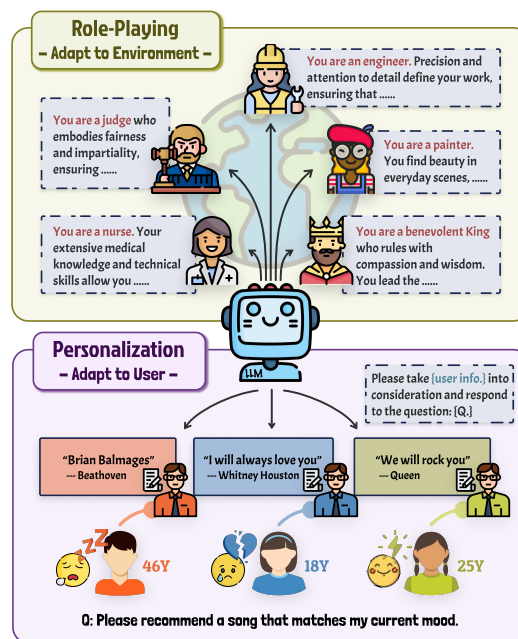 Role-Playing
– Adapt to Environment –
You are an engineer. Precision and
attention to detail define your work,
ensuring that ......
You are a judge who
embodies fairness
and impartiality,
ensuring ......
You are a painter.
You find beauty in
everyday scenes, ......
You are a nurse. Your
extensive medical
knowledge and technical
skills allow you ......
You are a benevolent King
who rules with
compassion and wisdom.
You lead the ......
LLM
Personalization
– Adapt to User –
Please take {user info.} into
consideration and respond
to the question: {Q.}
“Brian Balmages”
--- Beathoven
“I will always love you”
--- Whitney Houston
“We will rock you”
--- Queen
zzz
46Y
18Y
25Y
Q: Please recommend a song that matches my current mood.